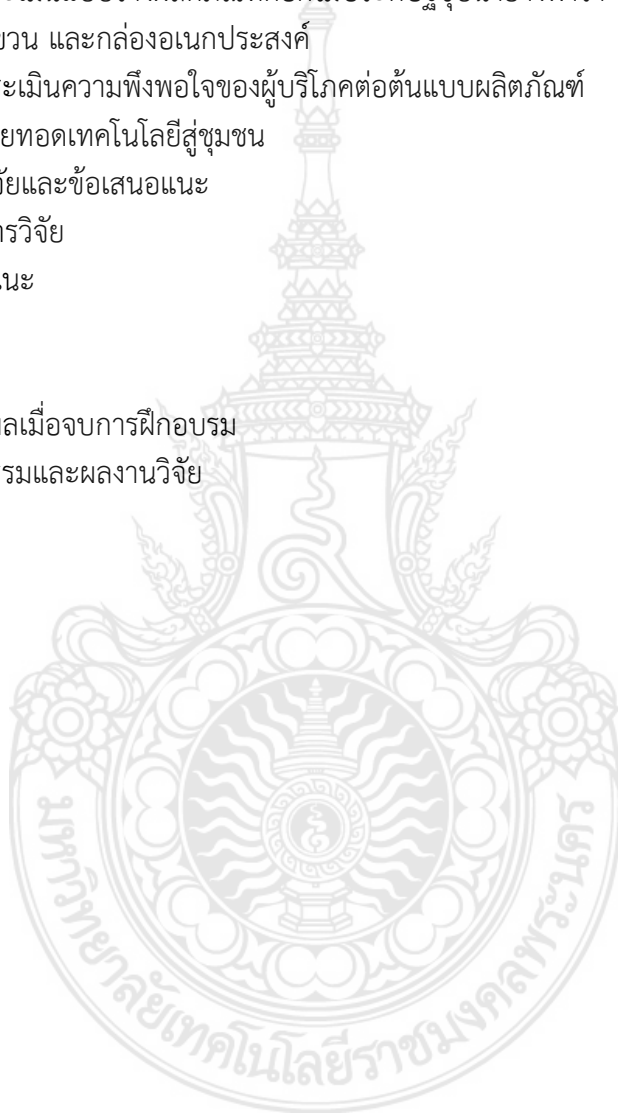 ขวน และกล่องอเนกประสงค์
ระเมินความพึงพอใจของผู้บริโภคต่อต้นแบบผลิตภัณฑ์
ยทอดเทคโนโลยีสู่ชุมชน
จัยและข้อเสนอแนะ
ารวิจัย
แนะ
ผลเมื่อจบการฝึกอบรม
รรมและผลงานวิจัย
มหาวิทยาลัยเทคโนโลยีราชมงคลพระนคร